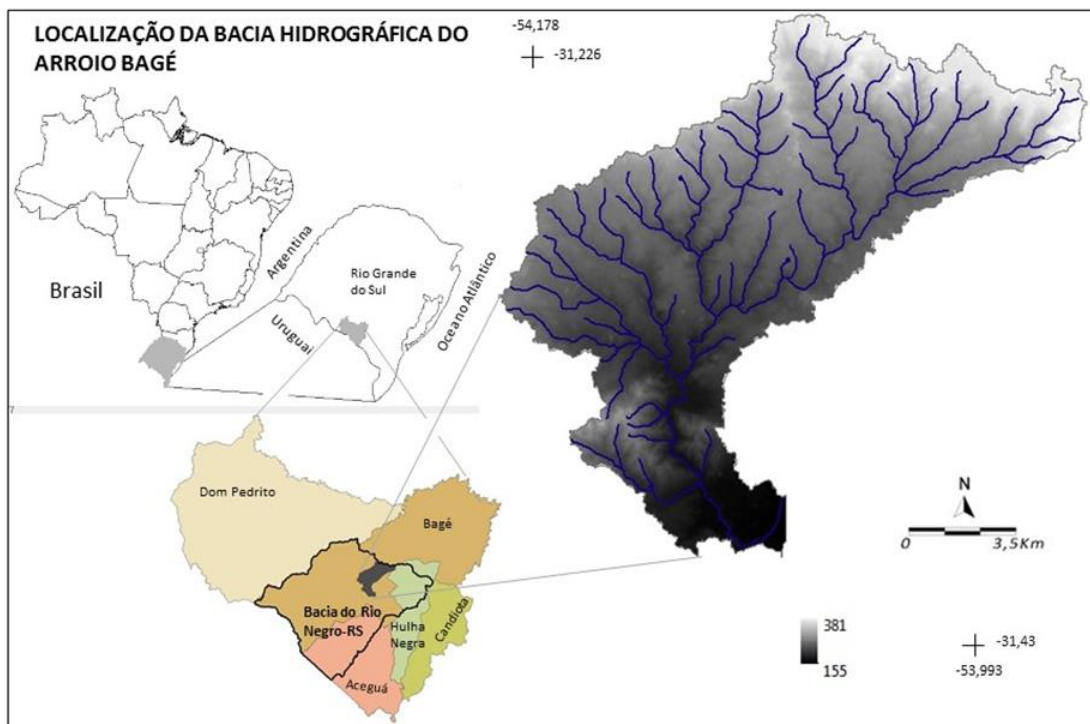 LOCALIZAÇÃO DA BACIA HIDROGRÁFICA DO
ARROIO BAGÉ
-54,178
-31,226
Brasil
Argentina
Rio Grande
do Sul
Uruguai
Oceano Atlântico
7
Dom Pedrito
Bagé
Bacia do Rio
Negro-RS
Hulha
Negra
Candiota
Aceguá
N
0 3,5Km
381
155
-31,43
-53,993